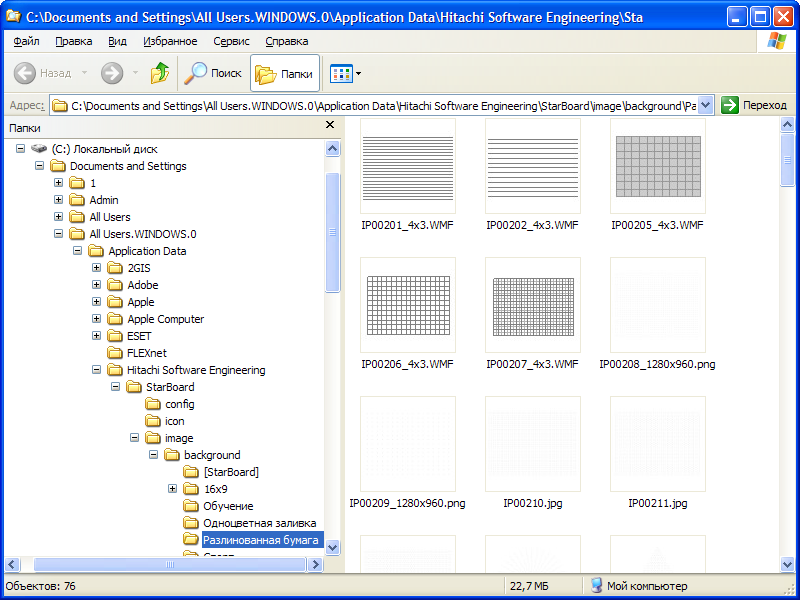 C:\Documents and Settings\All Users.WINDOWS.0\Application Data\Hitachi Software Engineering\Sta
Файл Правка Вид Избранное Сервис Справка
Назад Поиск Папки
Адрес: C:\Documents and Settings\All Users.WINDOWS.0\Application Data\Hitachi Software Engineering\StarBoard\image\background\Ра Переход
Папки
(C:) Локальный диск
Documents and Settings
1
Admin
All Users
All Users.WINDOWS.0
Application Data
2GIS
Adobe
Apple
Apple Computer
ESET
FLEXnet
Hitachi Software Engineering
StarBoard
config
icon
image
background
[StarBoard]
16x9
Обучение
Одноцветная заливка
Разлинованная бумага
IP00201_4x3.WMF IP00202_4x3.WMF IP00205_4x3.WMF
IP00206_4x3.WMF IP00207_4x3.WMF IP00208_1280x960.png
IP00209_1280x960.png IP00210.jpg IP00211.jpg
Объектов: 76 22,7 МБ Мой компьютер